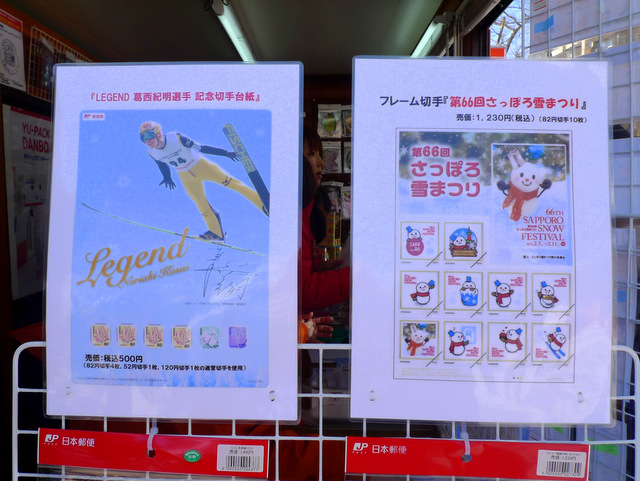 『LEGEND 葛西紀明選手 記念切手台紙』
Legend
Noriaki Kasai
売価:税込500円
(82円切手4枚、52円切手1枚、120円切手1枚の通常切手を使用)
フレーム切手『第66回さっぽろ雪まつり』
売価:1,230円(税込) (82円切手10枚)
第66回
さっぽろ
雪まつり
66TH
SAPPORO
SNOW
FESTIVAL
YU-PACK
DANBO
JP 日本郵便
JP 日本郵便